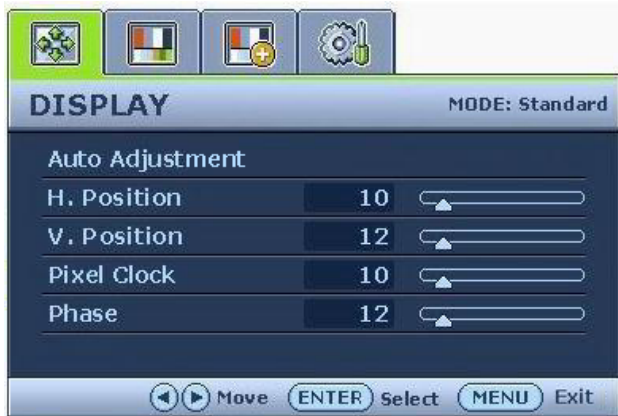 DISPLAY MODE: Standard
Auto Adjustment
H. Position 10
V. Position 12
Pixel Clock 10
Phase 12
Move ENTER Select MENU Exit